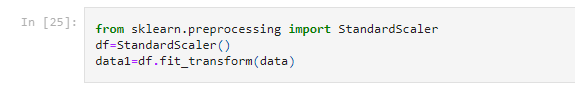 In [25]:
from sklearn.preprocessing import StandardScaler
df=StandardScaler()
data1=df.fit_transform(data)